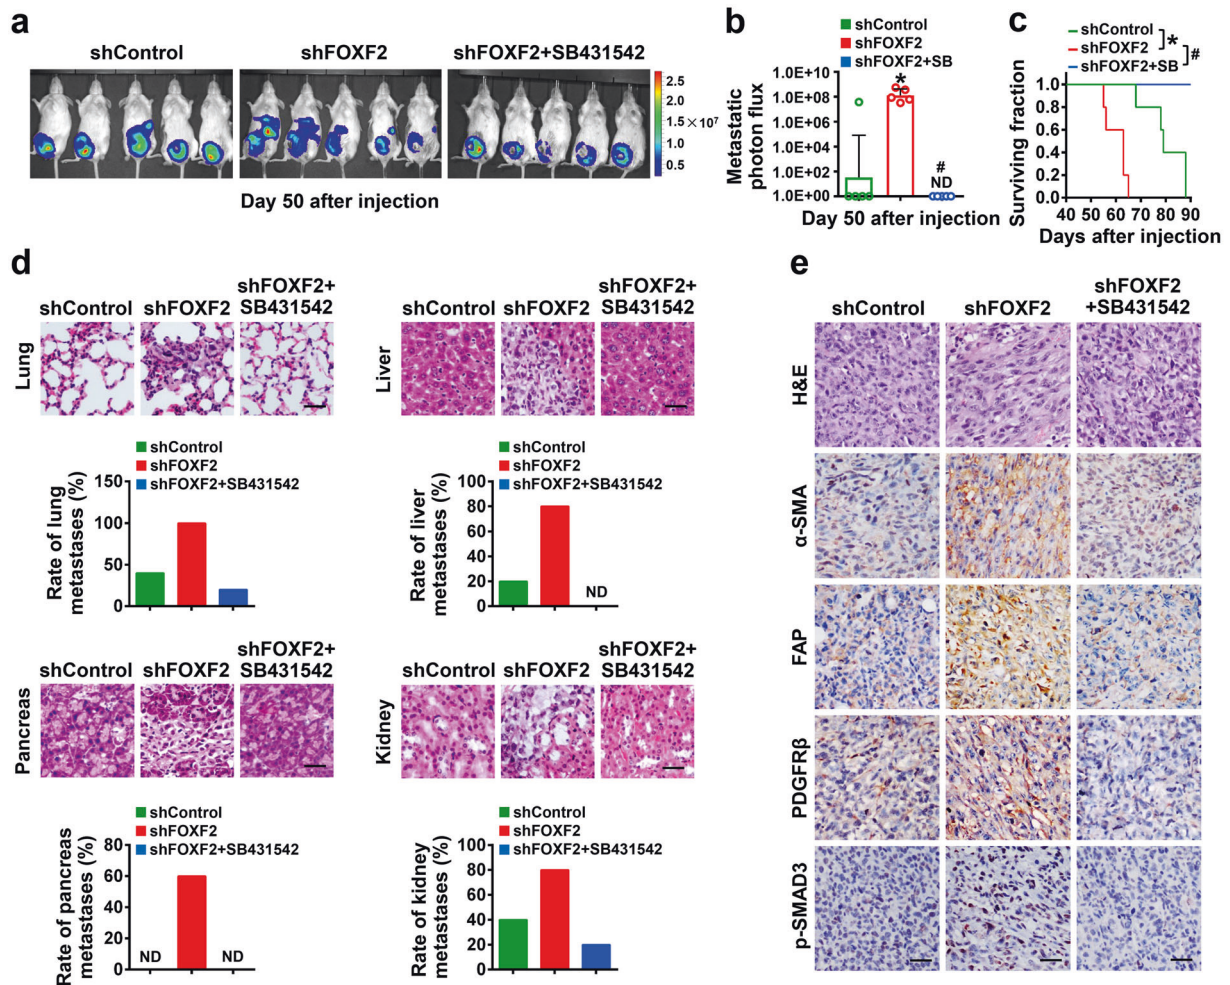 a
shControl
shFOXF2
shFOXF2+SB431542
2.5
2.0
1.5
×10⁷
1.0
0.5
Day 50 after injection
b
shControl
shFOXF2
shFOXF2+SB
Metastatic
photon flux
1.0E+10
1.0E+08
1.0E+06
1.0E+04
1.0E+02
1.0E+00
*
#
ND
Day 50 after injection
c
shControl
shFOXF2
shFOXF2+SB
*
#
Surviving fraction
1.0
0.8
0.6
0.4
0.2
0.0
40 50 60 70 80 90
Days after injection
d
shControl
shFOXF2
shFOXF2+
SB431542
Lung
shControl
shFOXF2
shFOXF2+SB431542
Rate of lung
metastases (%)
150
100
50
0
shControl
shFOXF2
shFOXF2+
SB431542
Liver
shControl
shFOXF2
shFOXF2+SB431542
Rate of liver
metastases (%)
100
80
60
40
20
0
ND
shControl
shFOXF2
shFOXF2+
SB431542
Pancreas
shControl
shFOXF2
shFOXF2+SB431542
Rate of pancreas
metastases (%)
80
60
40
20
0
ND
ND
shControl
shFOXF2
shFOXF2+
SB431542
Kidney
shControl
shFOXF2
shFOXF2+SB431542
Rate of kidney
metastases (%)
100
80
60
40
20
0
e
shControl
shFOXF2
shFOXF2
+SB431542
H&E
α-SMA
FAP
PDGFRβ
p-SMAD3